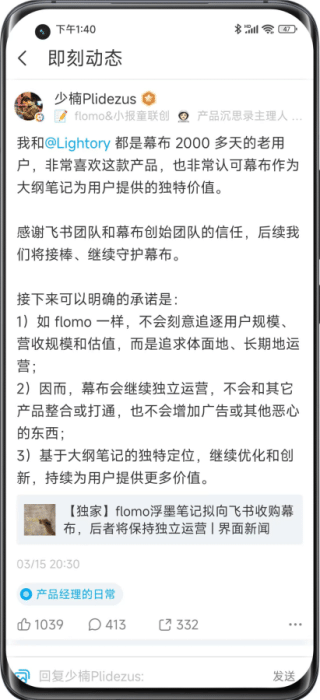 下午1:40
47
即刻动态
少楠Plidezus
flomo&小报童联创
产品沉思录主理人 ...
我和@Lightory 都是幕布 2000 多天的老用
户，非常喜欢这款产品，也非常认可幕布作为
大纲笔记为用户提供的独特价值。
感谢飞书团队和幕布创始团队的信任，后续我
们将接棒、继续守护幕布。
接下来可以明确的承诺是：
1）如 flomo 一样，不会刻意追逐用户规模、
营收规模和估值，而是追求体面地、长期地运
营；
2）因而，幕布会继续独立运营，不会和其它
产品整合或打通，也不会增加广告或其他恶心
的东西；
3）基于大纲笔记的独特定位，继续优化和创
新，持续为用户提供更多价值。
【独家】flomo浮墨笔记拟向飞书收购幕
布，后者将保持独立运营 | 界面新闻
03/15 20:30
产品经理的日常
1039
413
332
回复少楠Plidezus:
发送